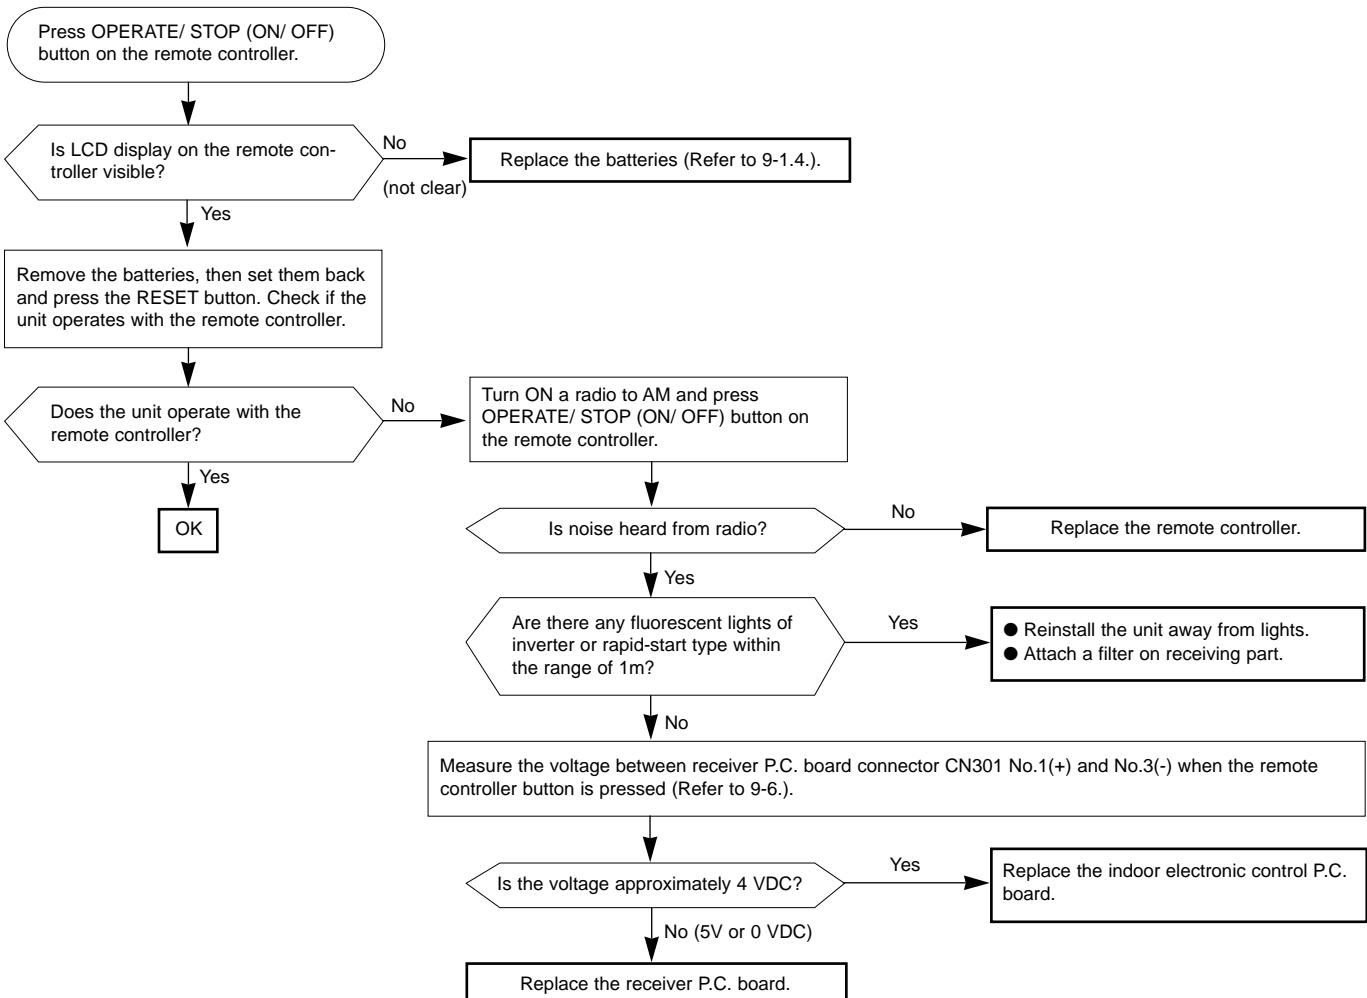 Press OPERATE/ STOP (ON/ OFF)
button on the remote controller.
Is LCD display on the remote con-
troller visible?
No
(not clear)
Replace the batteries (Refer to 9-1.4.).
Yes
Remove the batteries, then set them back
and press the RESET button. Check if the
unit operates with the remote controller.
Does the unit operate with the
remote controller?
No
Turn ON a radio to AM and press
OPERATE/ STOP (ON/ OFF) button on
the remote controller.
Yes
OK
Is noise heard from radio?
No
Replace the remote controller.
Yes
Are there any fluorescent lights of
inverter or rapid-start type within
the range of 1m?
Yes
● Reinstall the unit away from lights.
● Attach a filter on receiving part.
No
Measure the voltage between receiver P.C. board connector CN301 No.1(+) and No.3(-) when the remote
controller button is pressed (Refer to 9-6.).
Is the voltage approximately 4 VDC?
Yes
Replace the indoor electronic control P.C.
board.
No (5V or 0 VDC)
Replace the receiver P.C. board.